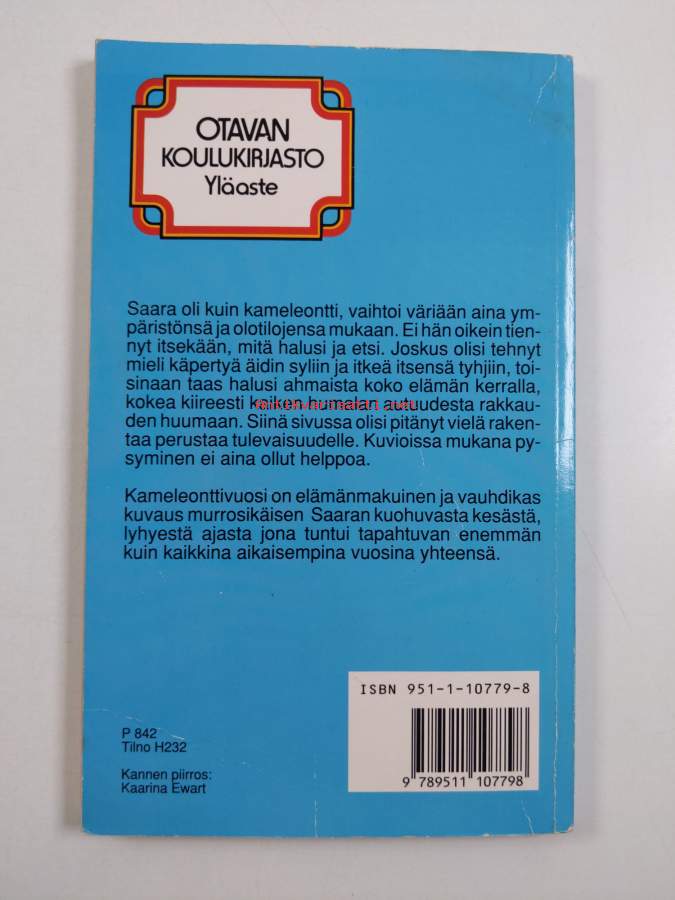 OTAVAN
KOULUKIRJASTO
Yläaste
Saara oli kuin kameleontti, vaihtoi väriään aina ym-
päristönsä ja olotilojensa mukaan. Ei hän oikein tien-
nyt itsekään, mitä halusi ja etsi. Joskus olisi tehnyt
mieli käpertyä äidin syliin ja itkeä itsensä tyhjiin, toi-
sinaan taas halusi ahmaista koko elämän kerralla,
kokea kiireesti kaiken hurman
rakkau-
den huumaan. Siinä sivussa olisi pitänyt vielä raken-
taa perustaa tulevaisuudelle. Kuvioissa mukana py-
syminen ei aina ollut helppoa.
Kameleonttivuosi on elämänmakuinen ja vauhdikas
kuvaus murrosikäisen Saaran kuohuvasta kesästä,
lyhyestä ajasta jona tuntui tapahtuvan enemmän
kuin kaikkina aikaisempina vuosina yhteensä.
ISBN 951-1-10779-8
9 789511 107798
P 842
Tilno H232
Kannen piirros:
Kaarina Ewart